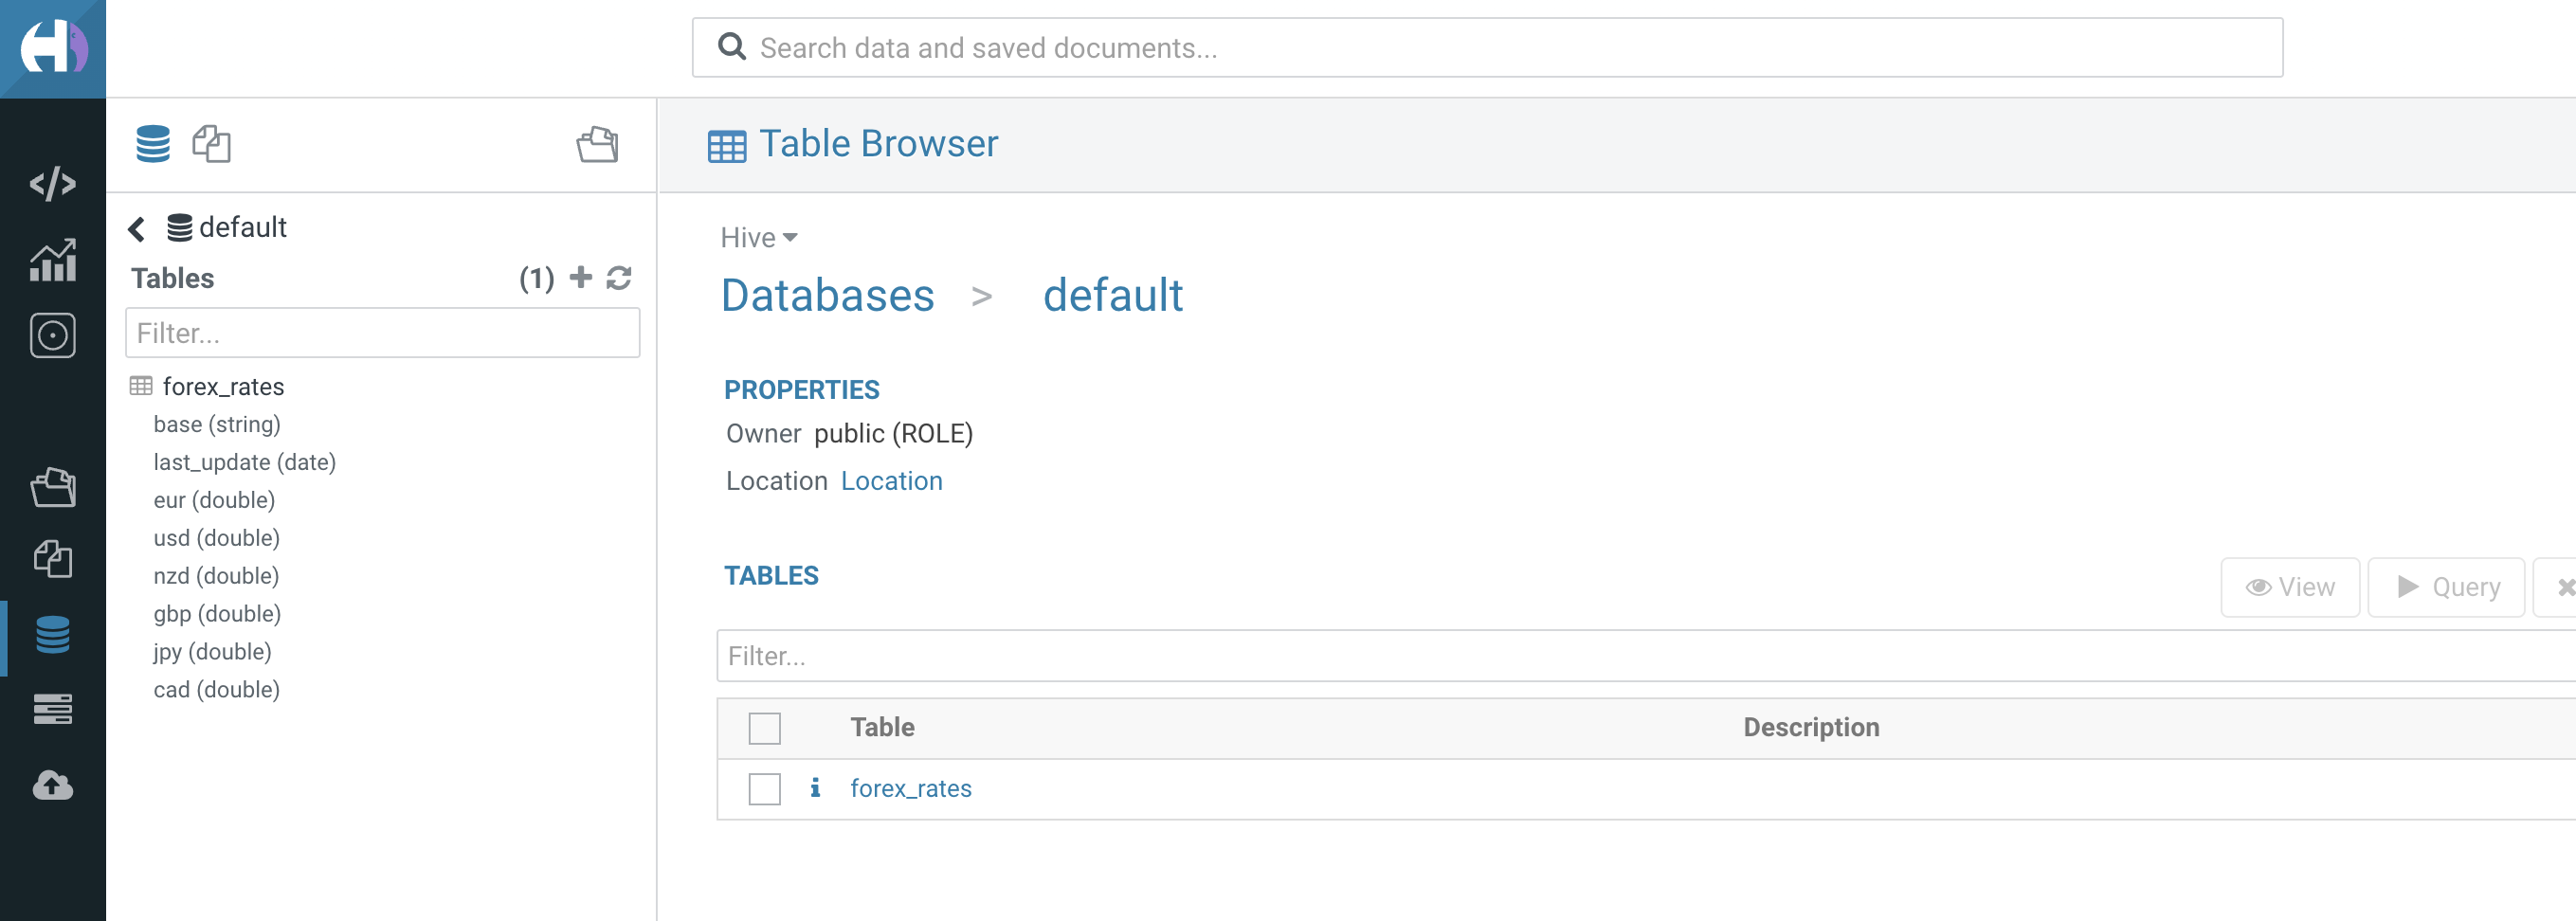 Search data and saved documents...
Table Browser
default
Tables (1)
Filter...
forex_rates
base (string)
last_update (date)
eur (double)
usd (double)
nzd (double)
gbp (double)
jpy (double)
cad (double)
Hive
Databases > default
PROPERTIES
Owner public (ROLE)
Location Location
TABLES
View Query
Filter...
Table Description
forex_rates